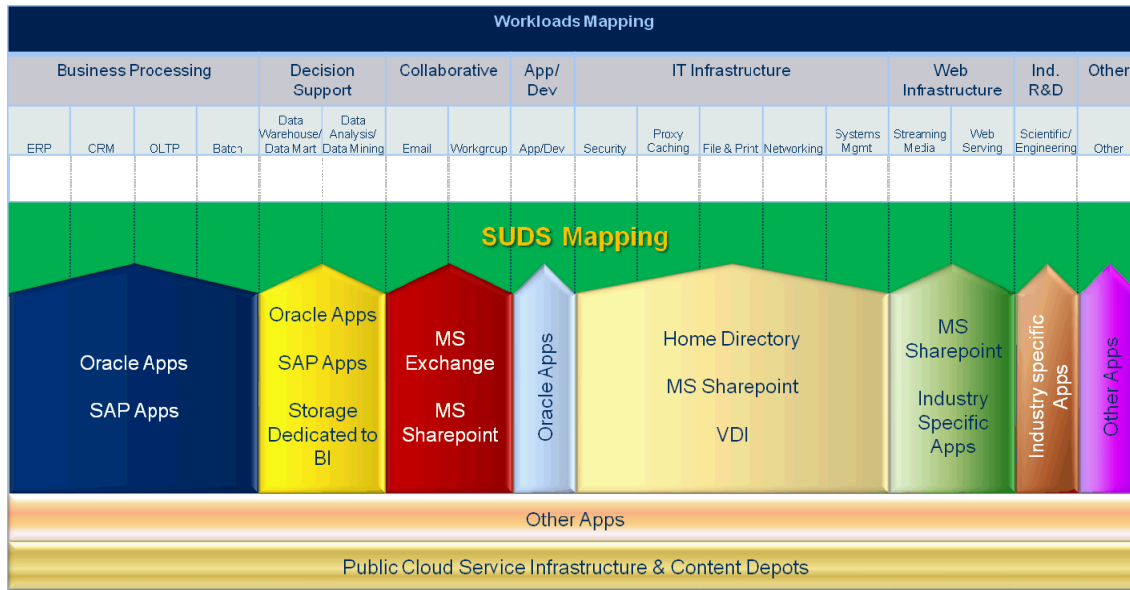 Workloads Mapping
Business Processing
Decision
Support
Collaborative
App/
Dev
IT Infrastructure
Web
Infrastructure
Ind.
R&D
Other
ERP
CRM
OLTP
Batch
Data
Warehouse/
Data Mart
Data
Analysis/
Data Mining
Email
Workgroup
App/Dev
Security
Proxy
Caching
File & Print
Networking
Systems
Mgmt
Streaming
Media
Web
Serving
Scientific/
Engineering
Other
SUDS Mapping
Oracle Apps
SAP Apps
Oracle Apps
SAP Apps
Storage
Dedicated to
BI
MS
Exchange
MS
Sharepoint
Oracle Apps
Home Directory
MS Sharepoint
VDI
MS
Sharepoint
Industry
Specific
Apps
Industry specific
Apps
Other Apps
Other Apps
Public Cloud Service Infrastructure & Content Depots